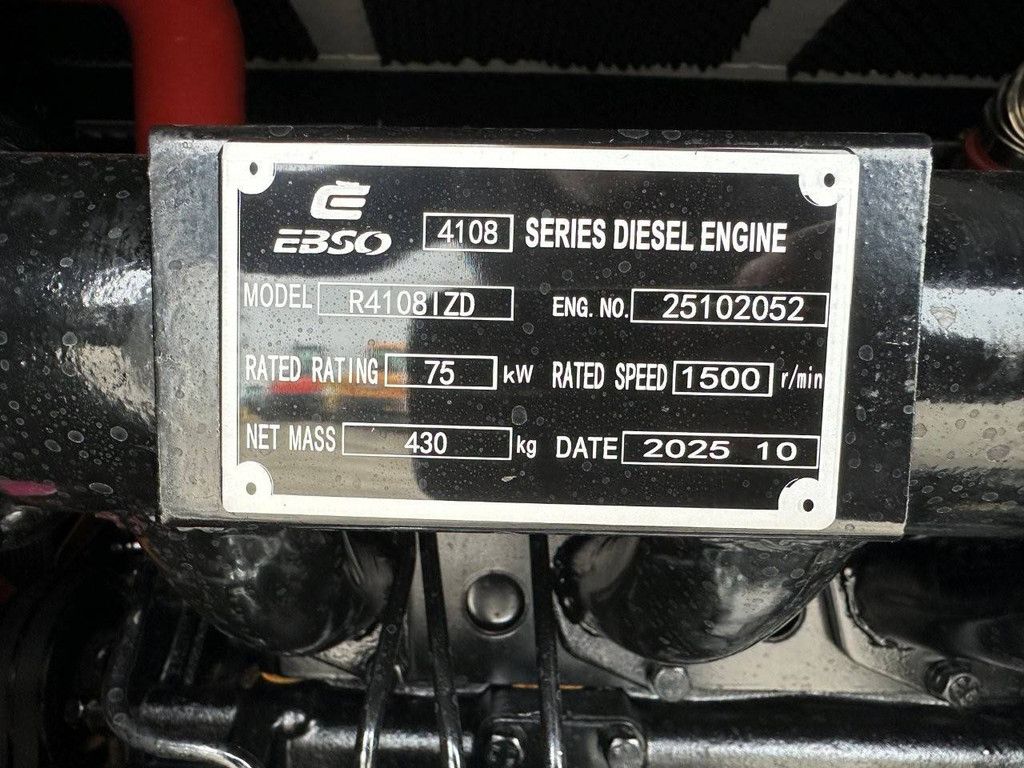 EBSO 4108 SERIES DIESEL ENGINE
MODEL R4108IZD ENG. NO. 25102052
RATED RATING 75 kW RATED SPEED 1500 r/min
NET MASS 430 kg DATE 2025 10